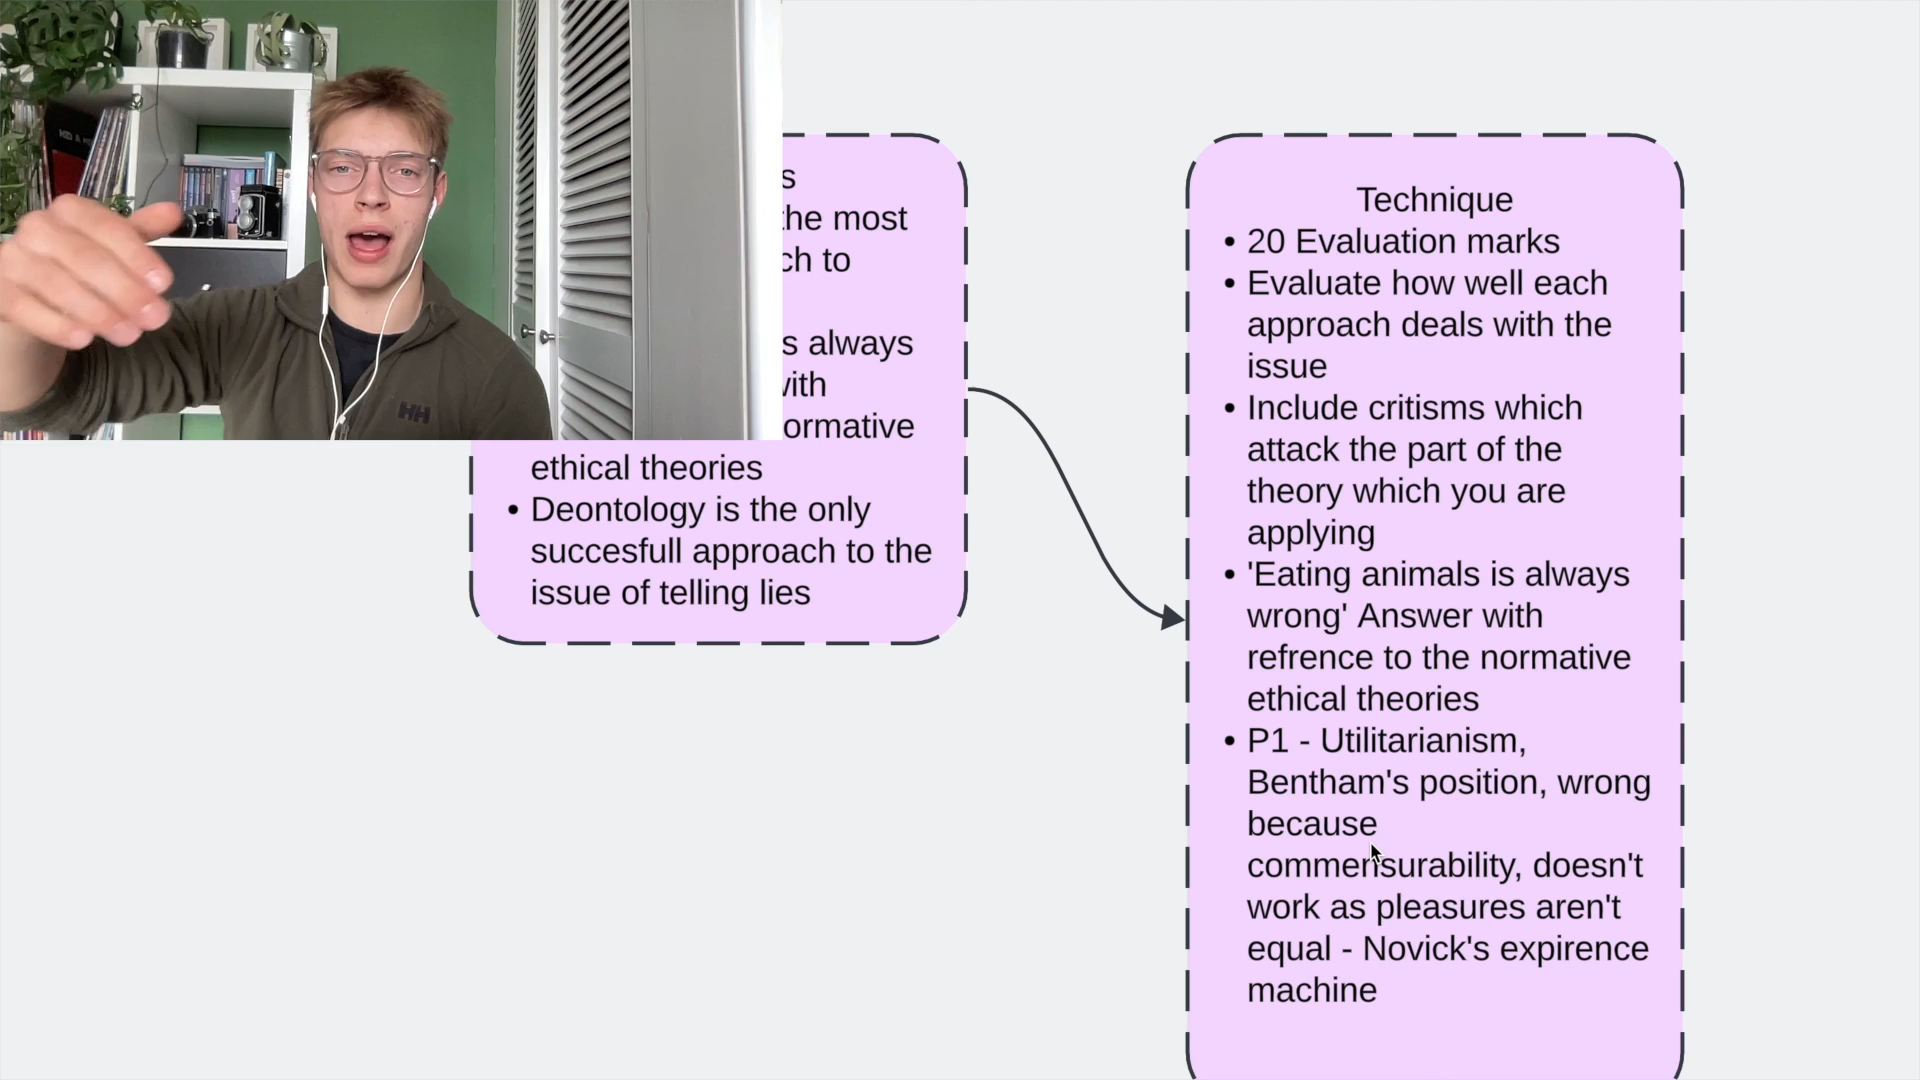 s
the most
ch to
s always
with
ormative
ethical theories
• Deontology is the only
succesfull approach to the
issue of telling lies
Technique
• 20 Evaluation marks
• Evaluate how well each
approach deals with the
issue
• Include critisms which
attack the part of the
theory which you are
applying
• 'Eating animals is always
wrong' Answer with
refrence to the normative
ethical theories
• P1 - Utilitarianism,
Bentham's position, wrong
because
commensurability, doesn't
work as pleasures aren't
equal - Novick's expirence
machine
HH